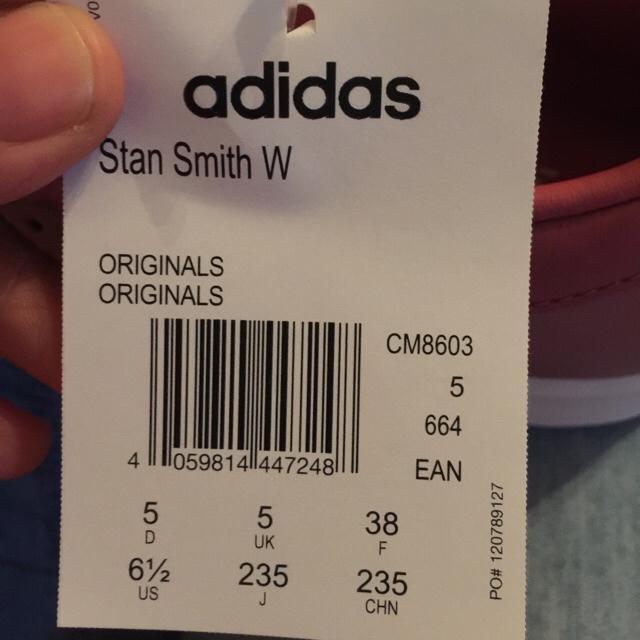 adidas
Stan Smith W
ORIGINALS
ORIGINALS
CM8603
5
664
EAN
4 059814 447248
5 5 38
D UK F
6½ 235 235
US J CHN
PO# 120789127